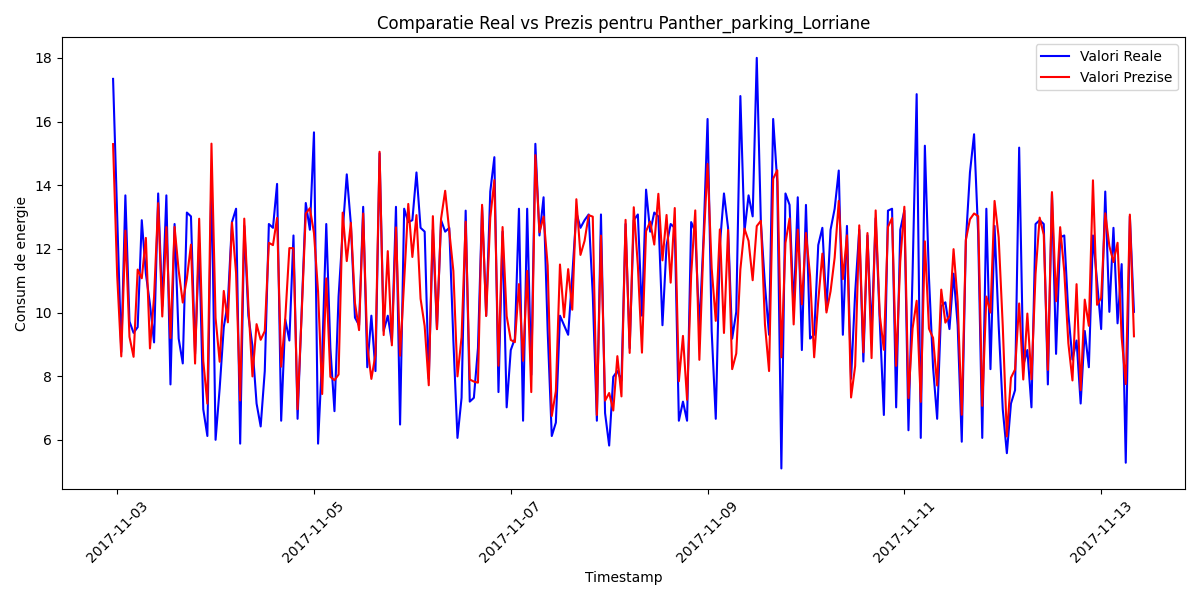 Comparatie Real vs Prezis pentru Panther_parking_Lorriane
Valori Reale
Valori Prezise
Consum de energie
18
16
14
12
10
8
6
2017-11-03
2017-11-05
2017-11-07
2017-11-09
2017-11-11
2017-11-13
Timestamp